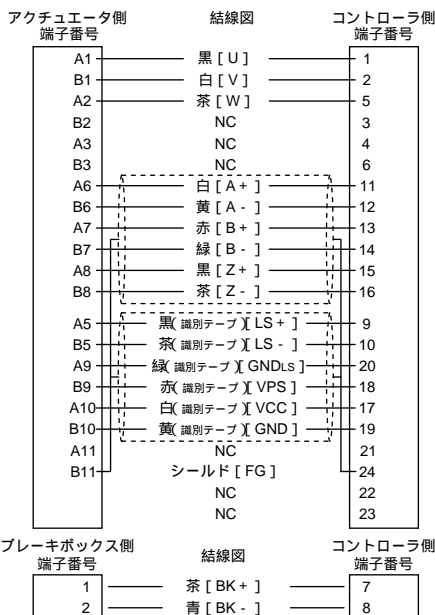 アクチュエータ側 結線図 コントローラ側
端子番号 端子番号
A1 黒 [ U ] 1
B1 白 [ V ] 2
A2 茶 [ W ] 5
B2 NC 3
A3 NC 4
B3 NC 6
A6 白 [ A + ] 11
B6 黄 [ A - ] 12
A7 赤 [ B + ] 13
B7 緑 [ B - ] 14
A8 黒 [ Z + ] 15
B8 茶 [ Z - ] 16
A5 黒( 識別テープ )[ LS + ] 9
B5 茶( 識別テープ )[ LS - ] 10
A9 緑( 識別テープ )[ GNDLS ] 20
B9 赤( 識別テープ )[ VPS ] 18
A10 白( 識別テープ )[ VCC ] 17
B10 黄( 識別テープ )[ GND ] 19
A11 NC 21
B11 シールド [ FG ] 24
NC 22
NC 23
ブレーキボックス側 結線図 コントローラ側
端子番号 端子番号
1 茶 [ BK + ] 7
2 青 [ BK - ] 8